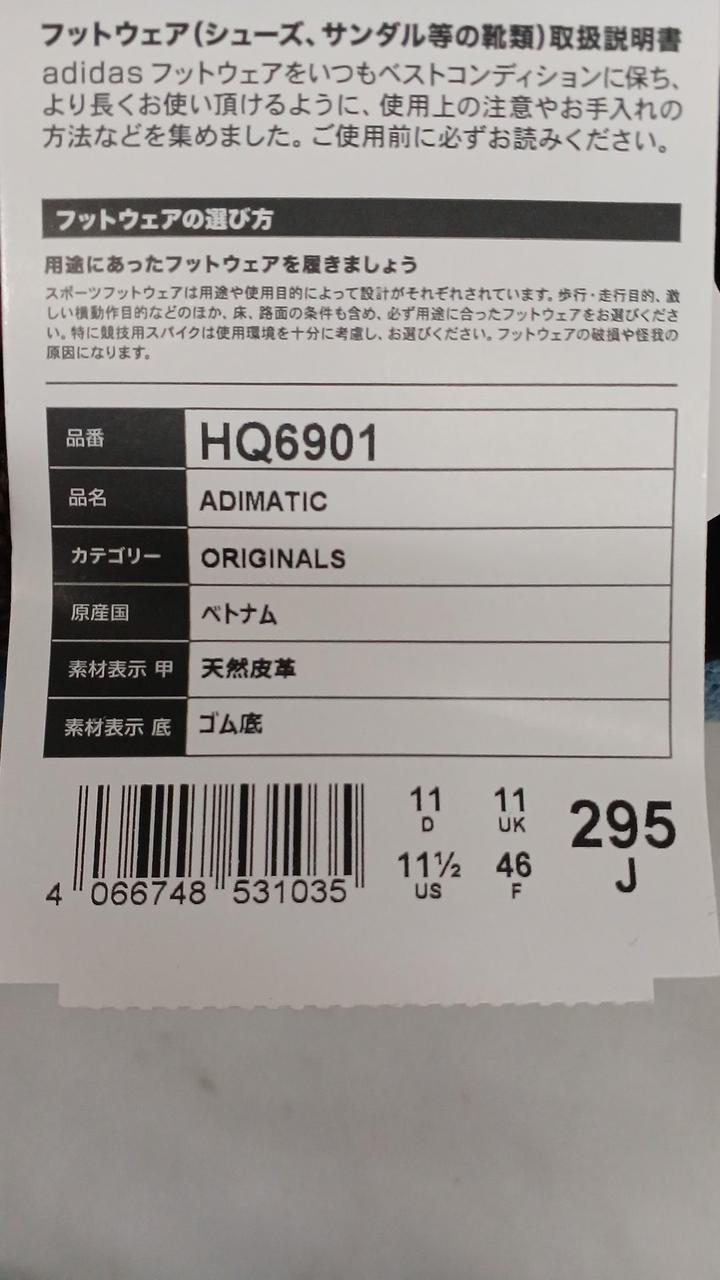 フットウェア(シューズ、サンダル等の靴類)取扱説明書
adidas フットウェアをいつもベストコンディションに保ち、
より長くお使い頂けるように、使用上の注意やお手入れの
方法などを集めました。ご使用前に必ずお読みください。
フットウェアの選び方
用途にあったフットウェアを履きましょう
スポーツフットウェアは用途や使用目的によって設計がそれぞれされています。歩行・走行目的、激
しい横動作目的などのほか、床、路面の条件も含め、必ず用途に合ったフットウェアをお選びくださ
い。特に競技用スパイクは使用環境を十分に考慮し、お選びください。フットウェアの破損や怪我の
原因になります。
品番 HQ6901
品名 ADIMATIC
カテゴリー ORIGINALS
原産国 ベトナム
素材表示 甲 天然皮革
素材表示 底 ゴム底
11 11 295
D UK J
11½ 46
US F
4 066748 531035